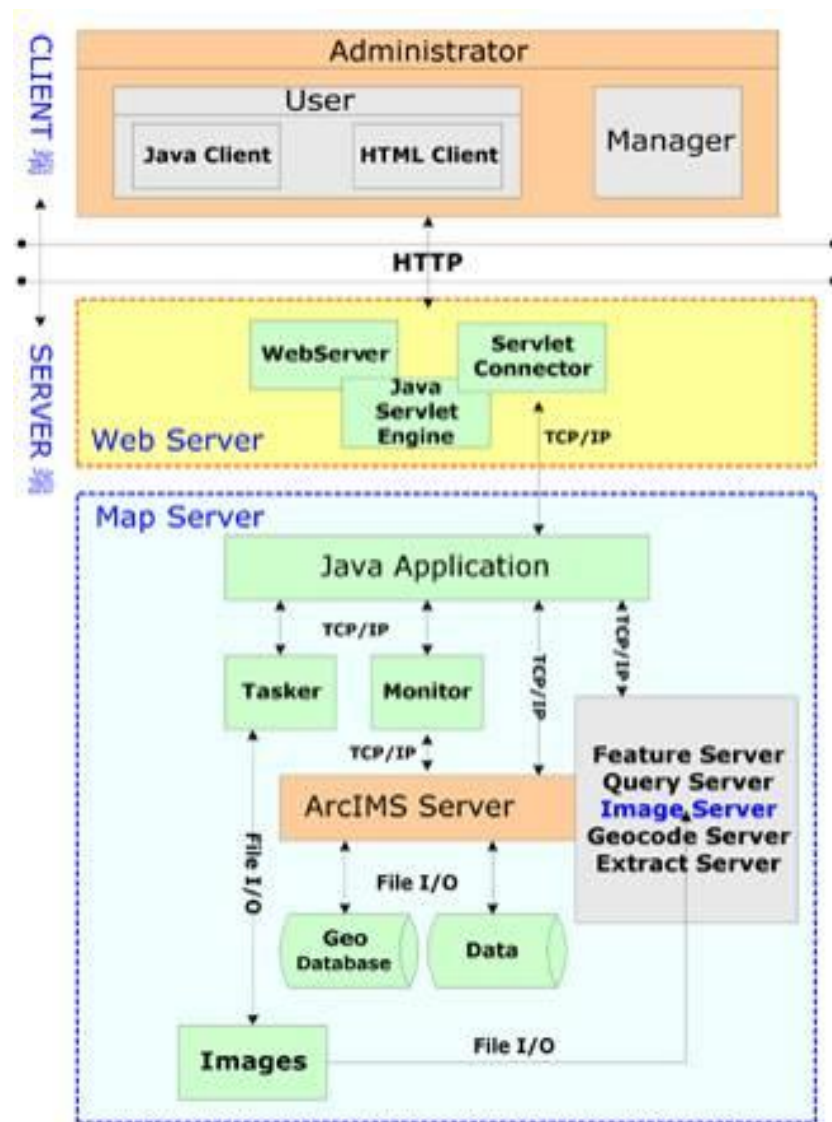 CLIENT 端
Administrator
User
Java Client
HTML Client
Manager
HTTP
SERVER 端
WebServer
Servlet
Connector
Java
Servlet
Engine
Web Server
TCP/IP
Map Server
Java Application
TCP/IP
TCP/IP
TCP/IP
Tasker
Monitor
TCP/IP
Feature Server
Query Server
Image Server
Geocode Server
Extract Server
ArcIMS Server
File I/O
File I/O
Geo
Database
Data
Images
File I/O